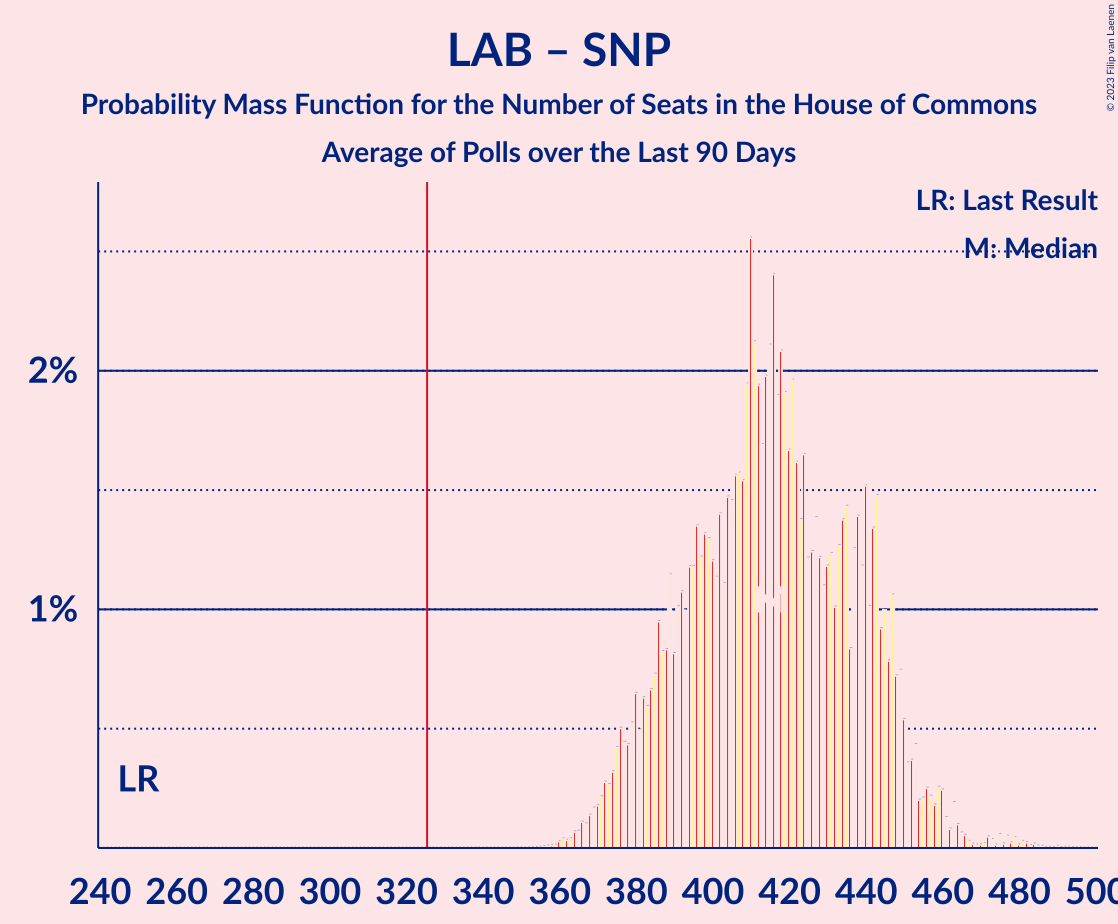 LAB – SNP
Probability Mass Function for the Number of Seats in the House of Commons
Average of Polls over the Last 90 Days
© 2023 Filip van Laenen
LR: Last Result
M: Median
2%
1%
LR
M
240 260 280 300 320 340 360 380 400 420 440 460 480 500